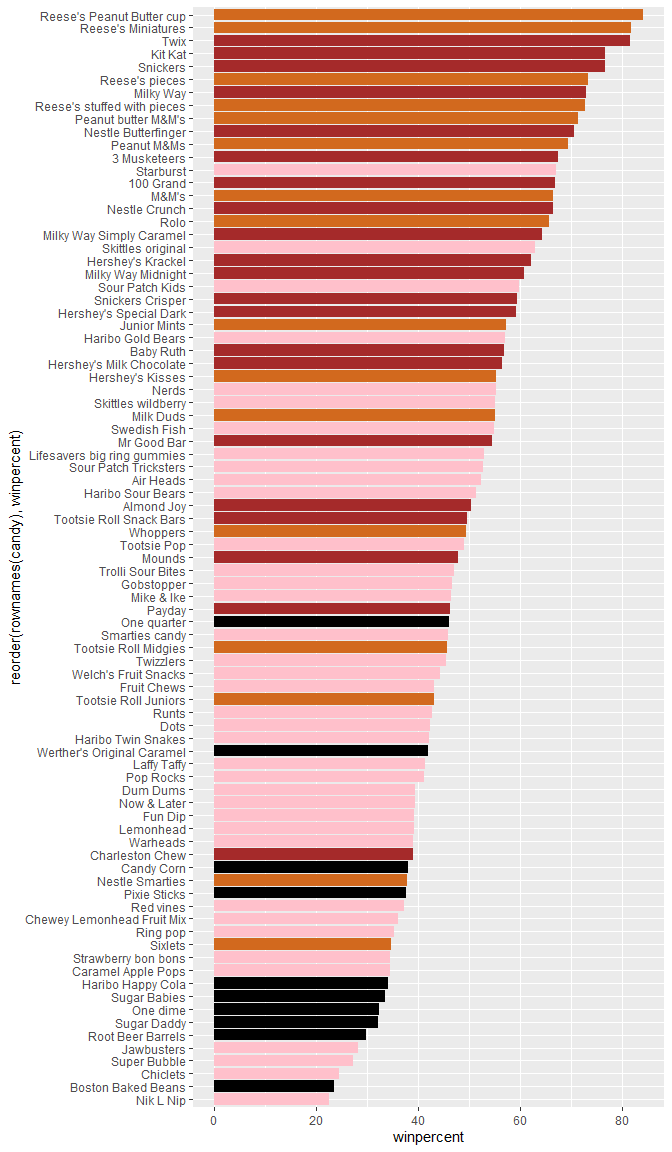 Reese's Peanut Butter cup
Reese's Miniatures
Twix
Kit Kat
Snickers
Reese's pieces
Milky Way
Reese's stuffed with pieces
Peanut butter M&M's
Nestle Butterfinger
Peanut M&Ms
3 Musketeers
Starburst
100 Grand
M&M's
Nestle Crunch
Rolo
Milky Way Simply Caramel
Skittles original
Hershey's Krackel
Milky Way Midnight
Sour Patch Kids
Snickers Crisper
Hershey's Special Dark
Junior Mints
Haribo Gold Bears
Baby Ruth
Hershey's Milk Chocolate
Hershey's Kisses
Nerds
Skittles wildberry
Milk Duds
Swedish Fish
Mr Good Bar
Lifesavers big ring gummies
Sour Patch Tricksters
Air Heads
Haribo Sour Bears
Almond Joy
Tootsie Roll Snack Bars
Whoppers
Tootsie Pop
Mounds
Trolli Sour Bites
Gobstopper
Mike & Ike
Payday
One quarter
Smarties candy
Tootsie Roll Midgies
Twizzlers
Welch's Fruit Snacks
Fruit Chews
Tootsie Roll Juniors
Runts
Dots
Haribo Twin Snakes
Werther's Original Caramel
Laffy Taffy
Pop Rocks
Dum Dums
Now & Later
Fun Dip
Lemonhead
Warheads
Charleston Chew
Candy Corn
Nestle Smarties
Pixie Sticks
Red vines
Chewey Lemonhead Fruit Mix
Ring pop
Sixlets
Strawberry bon bons
Caramel Apple Pops
Haribo Happy Cola
Sugar Babies
One dime
Sugar Daddy
Root Beer Barrels
Jawbusters
Super Bubble
Chiclets
Boston Baked Beans
Nik L Nip
reorder(rownames(candy), winpercent)
0 20 40 60 80
winpercent